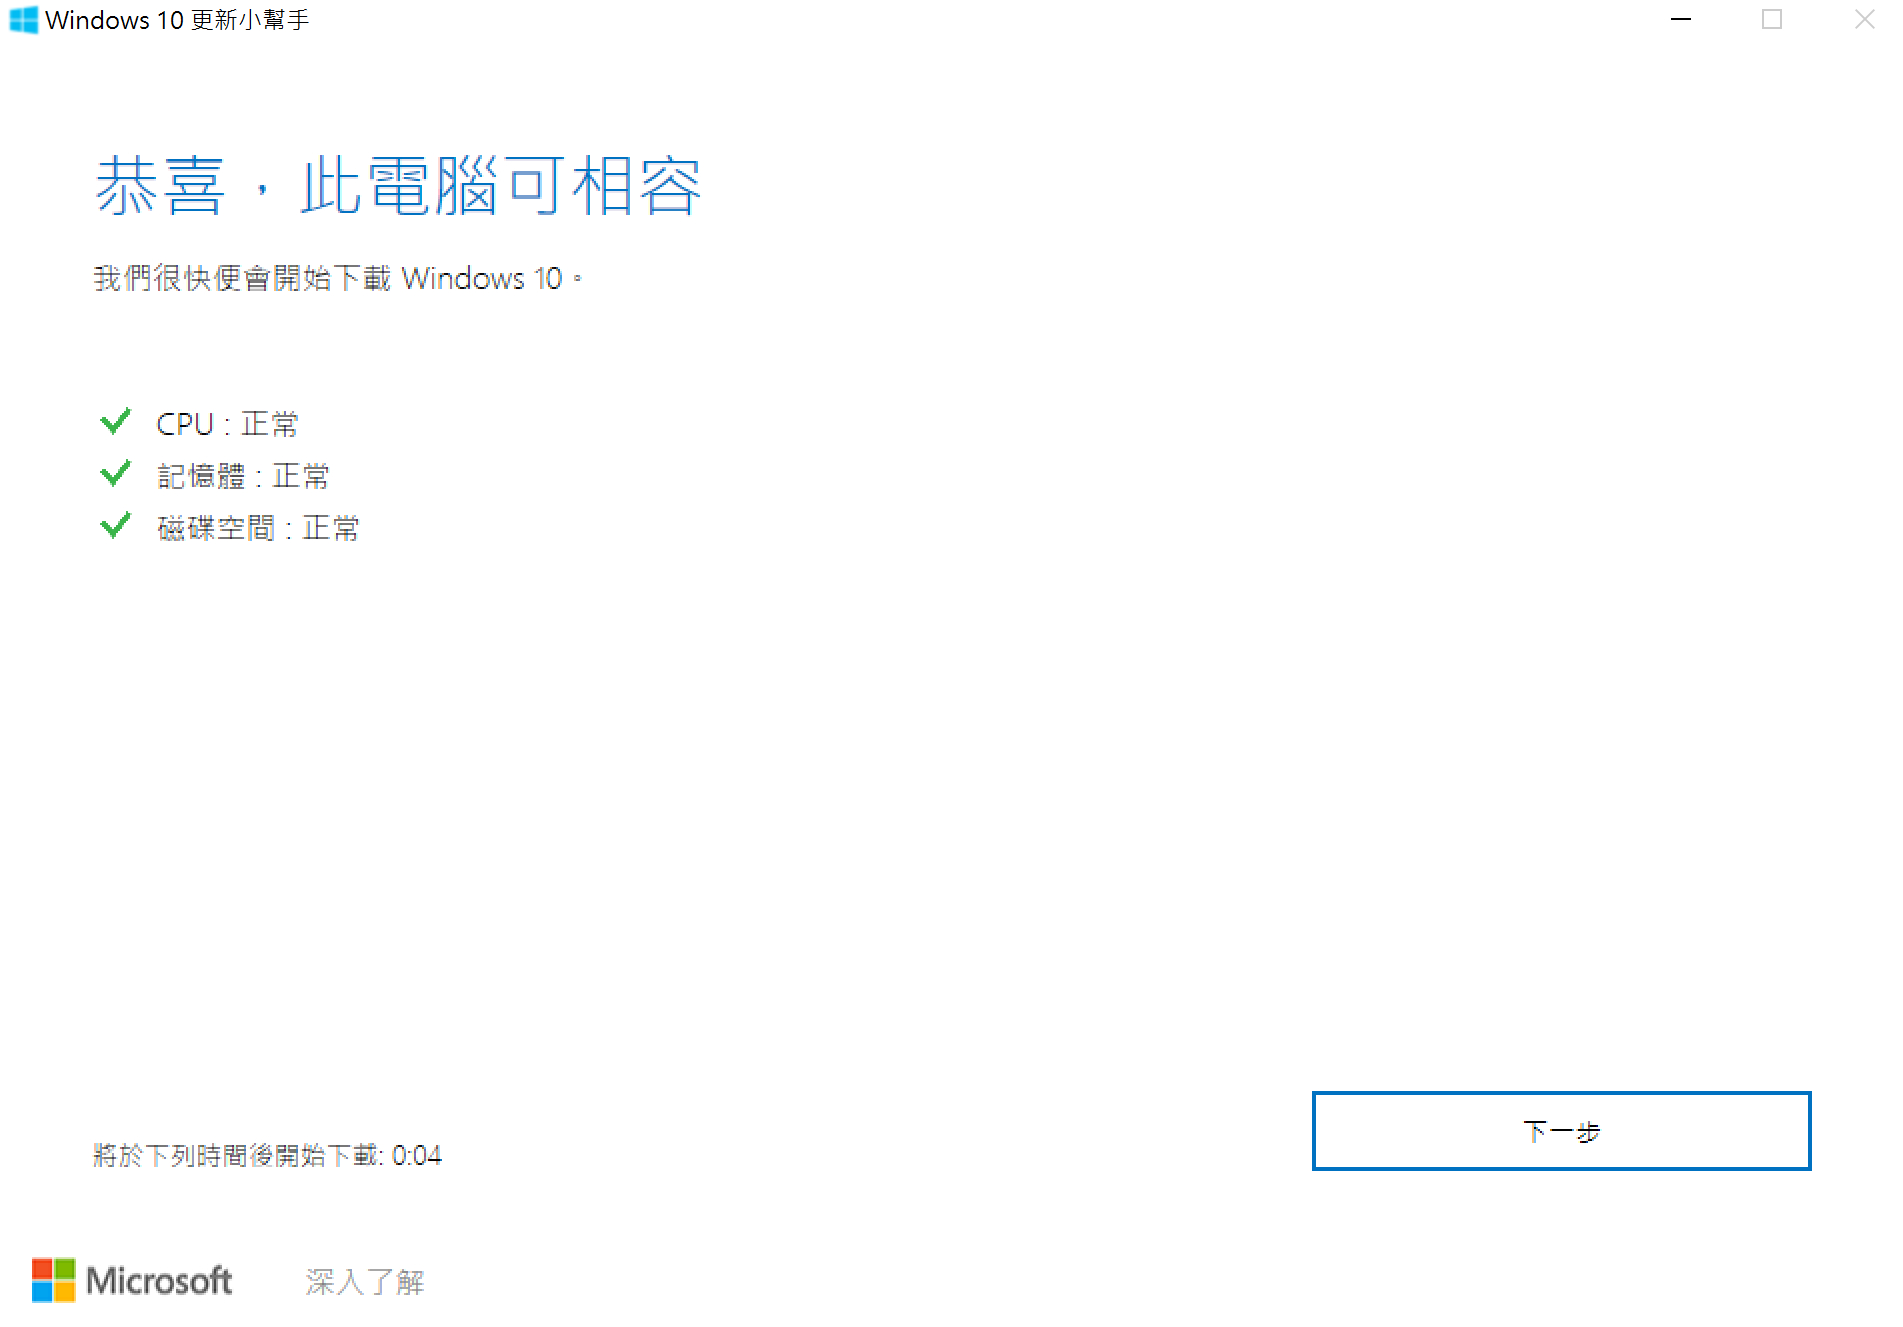 Windows 10 更新小幫手
恭喜，此電腦可相容
我們很快便會開始下載 Windows 10。
CPU : 正常
記憶體 : 正常
磁碟空間 : 正常
下一步
將於下列時間後開始下載: 0:04
Microsoft 深入了解